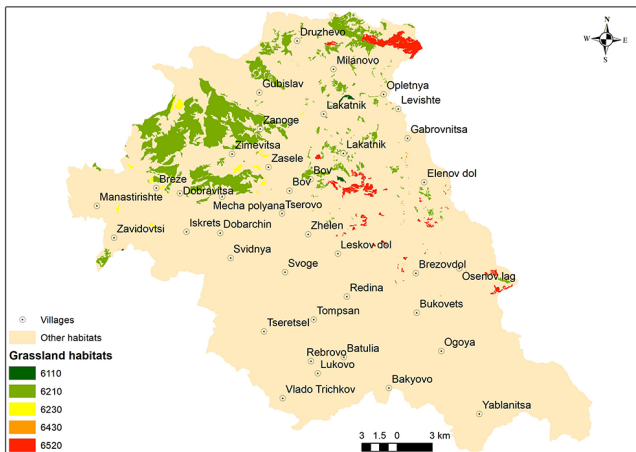 N
W E
S
Druzhevo
Milanovo
Gubislav
Opletnya
Levishte
Lakatnik
Zanoge
Gabrovnitsa
Zimevitsa
Lakatnik
Zasele
Breze
Bov
Bov
Elenov dol
Dobravitsa
Manastirishte
Mecha polyana
Tserovo
Zavidovtsi
Iskrets
Dobarchin
Zhelen
Svidnya
Leskov dol
Svoge
Brezovdol
Osenov lag
Redina
Tompsan
Bukovets
Tseretsel
Rebrovo
Batulia
Ogoya
Lukovo
Vlado Trichkov
Bakyovo
Yablanitsa
Villages
Other habitats
Grassland habitats
6110
6210
6230
6430
6520
3 1.5 0 3 km